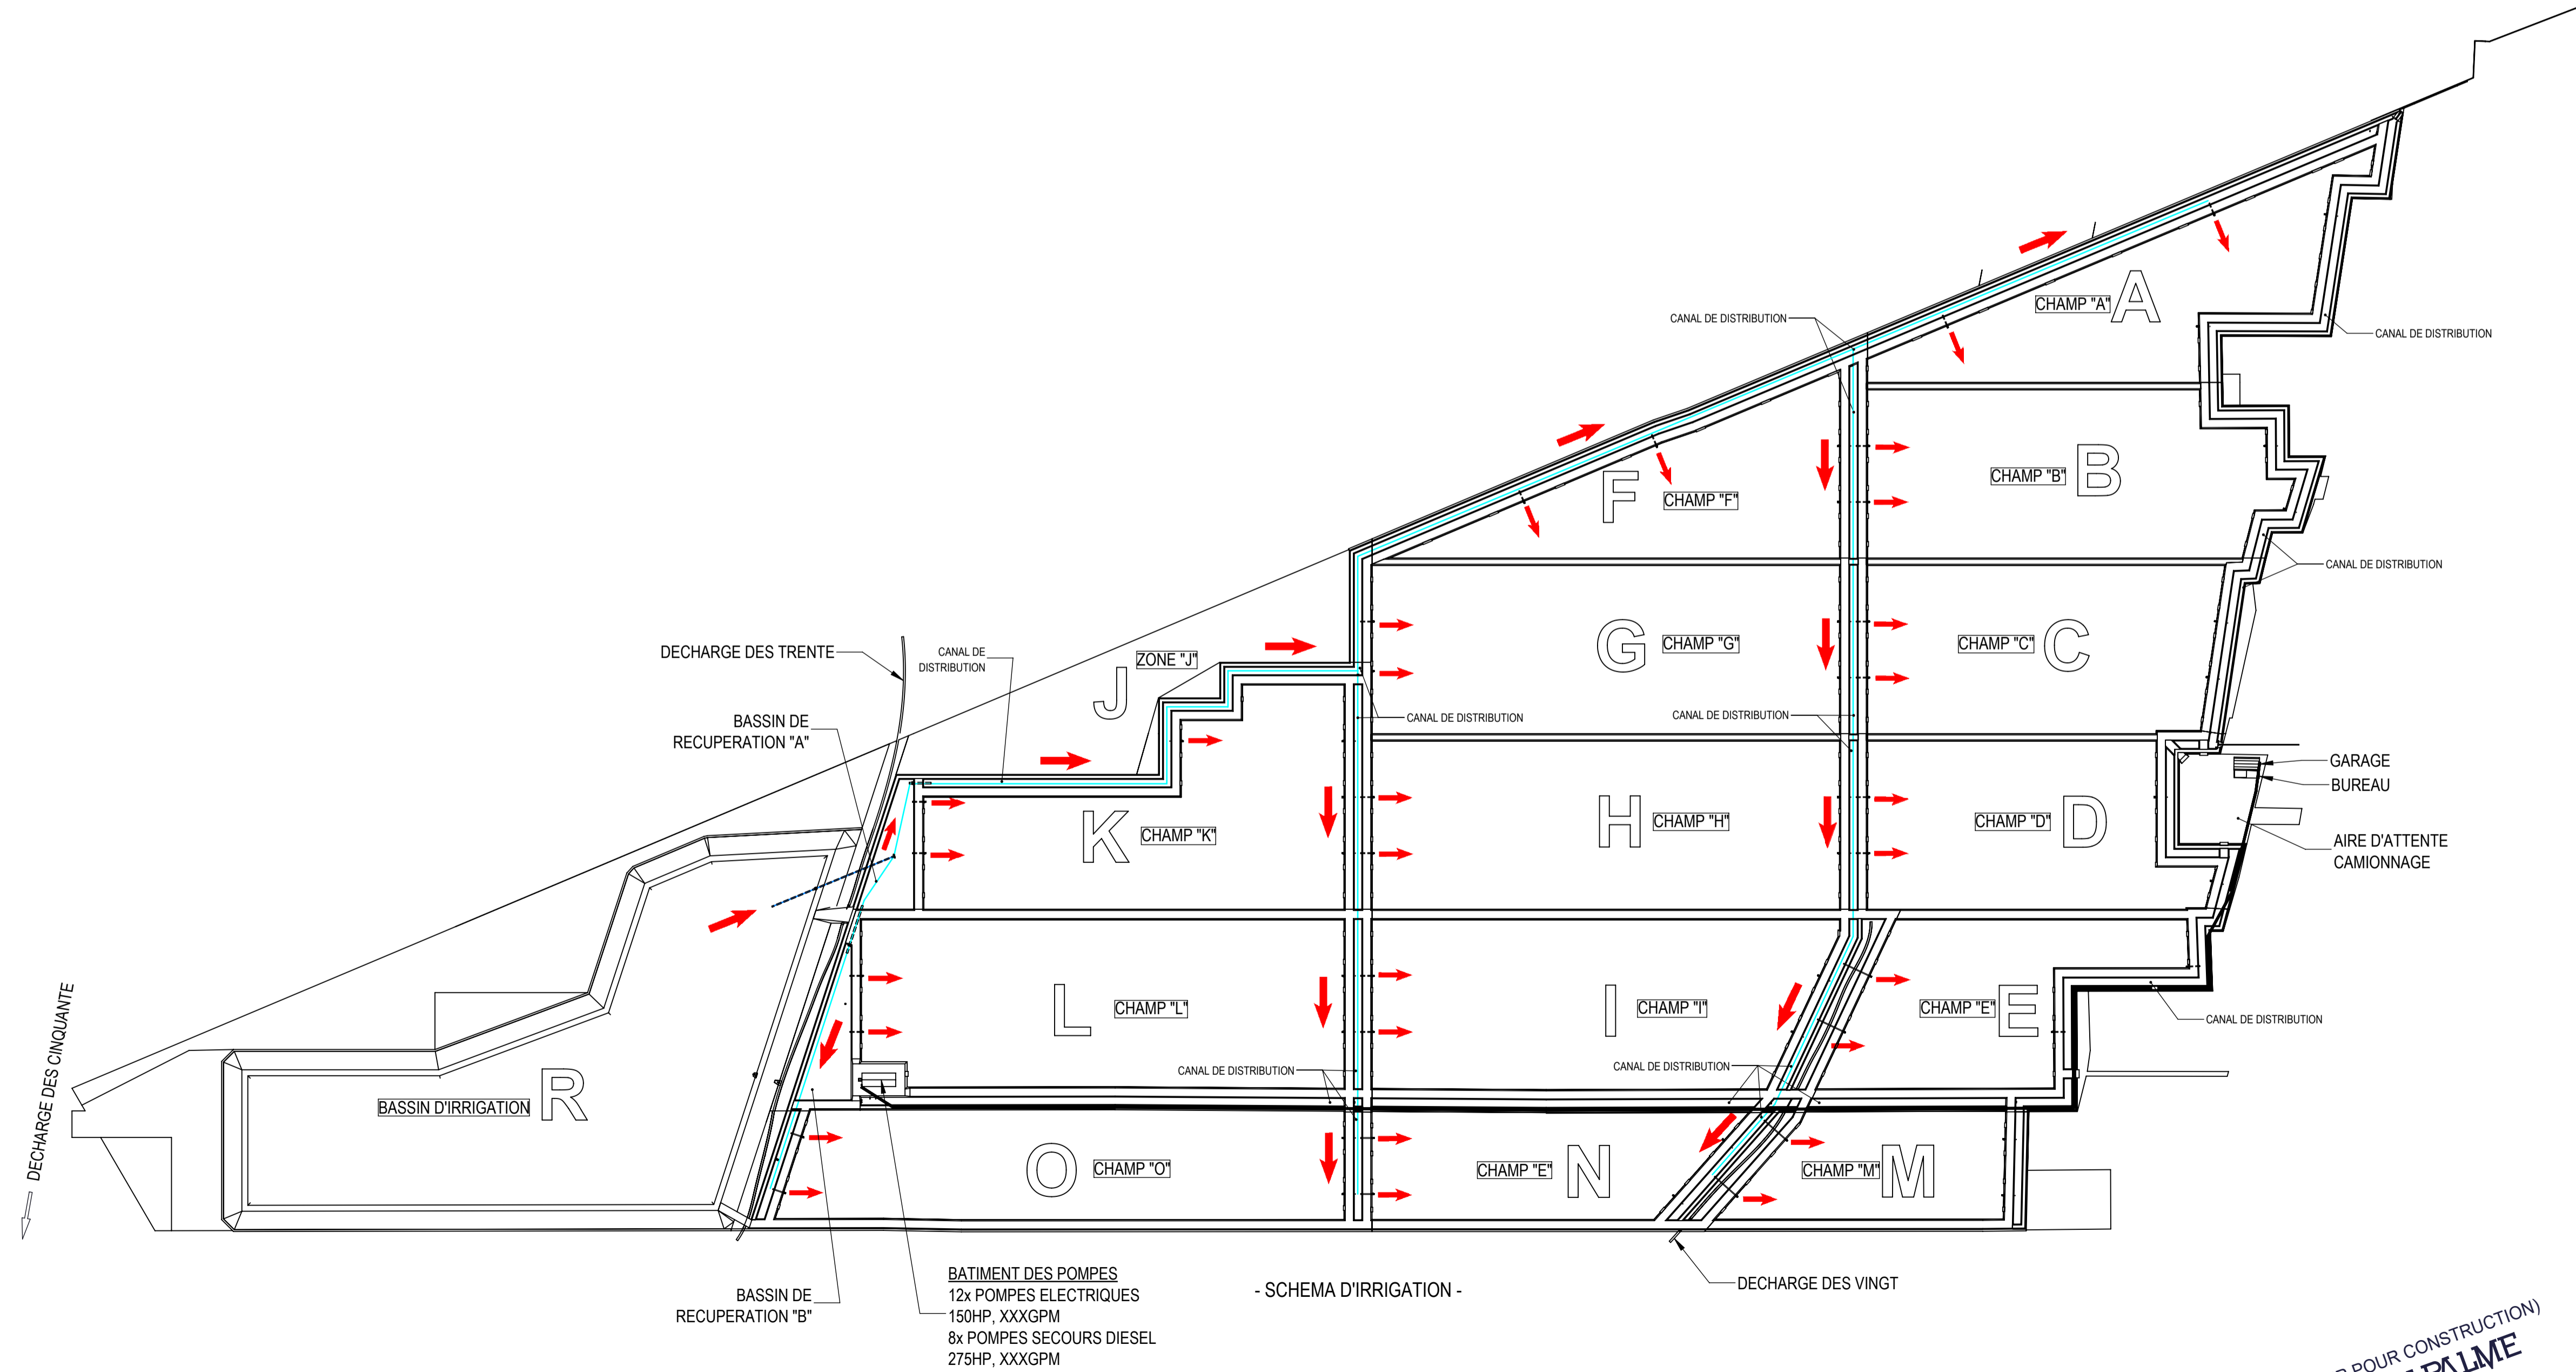 CANAL DE DISTRIBUTION
A
CHAMP "A"
CANAL DE DISTRIBUTION
B
CHAMP "B"
F
CHAMP "F"
CANAL DE DISTRIBUTION
DECHARGE DES TRENTE
CANAL DE
DISTRIBUTION
ZONE "J"
J
G
CHAMP "G"
CHAMP "C"
C
BASSIN DE
RECUPERATION "A"
CANAL DE DISTRIBUTION
CANAL DE DISTRIBUTION
GARAGE
BUREAU
K
CHAMP "K"
H
CHAMP "H"
CHAMP "D"
D
AIRE D'ATTENTE
CAMIONNAGE
DECHARGE DES CINQUANTE
L
CHAMP "L"
I
CHAMP "I"
CHAMP "E"
E
CANAL DE DISTRIBUTION
CANAL DE DISTRIBUTION
CANAL DE DISTRIBUTION
BASSIN D'IRRIGATION
R
O
CHAMP "O"
CHAMP "E"
N
CHAMP "M"
M
BASSIN DE
RECUPERATION "B"
BATIMENT DES POMPES
12x POMPES ELECTRIQUES
150HP, XXXGPM
8x POMPES SECOURS DIESEL
275HP, XXXGPM
- SCHEMA D'IRRIGATION -
DECHARGE DES VINGT
POUR CONSTRUCTION)